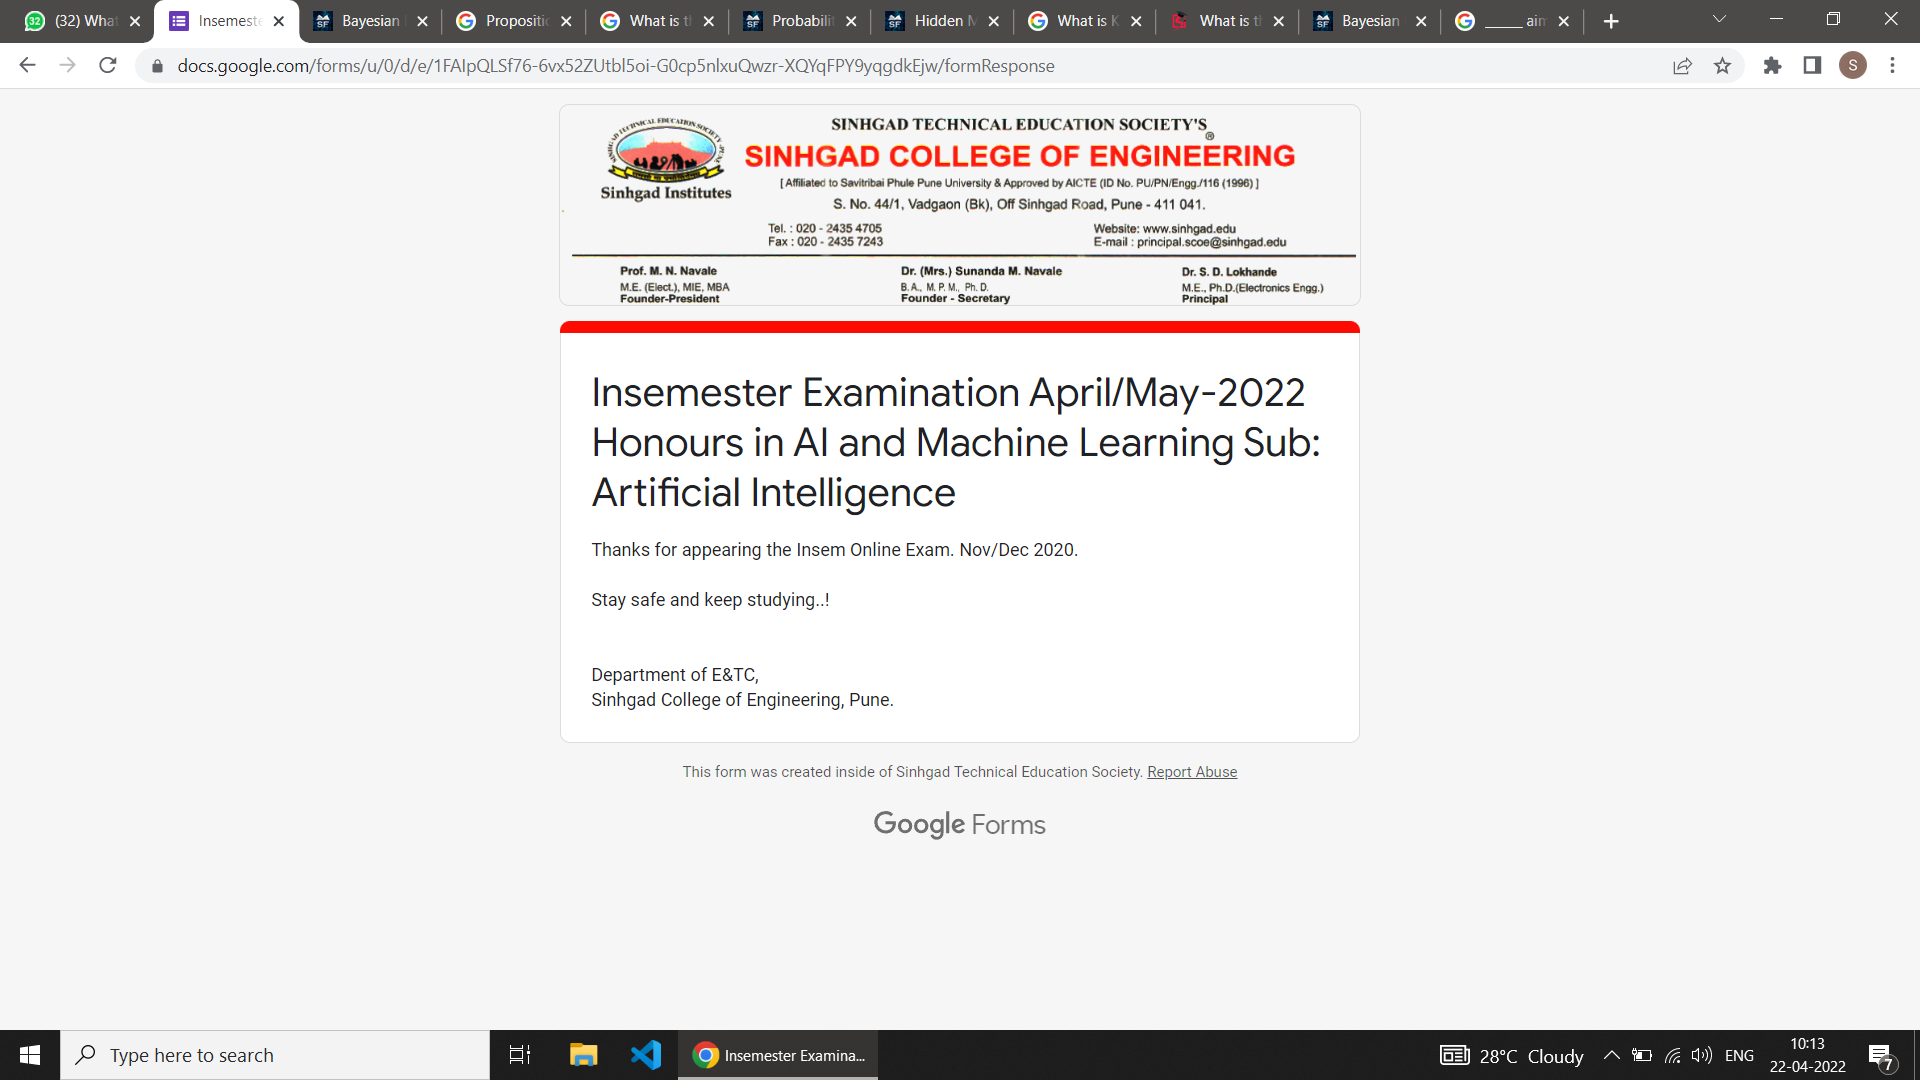 (32) What
Insemeste
Bayesian
Propositio
What is th
Probabilit
Hidden M
What is K
What is th
Bayesian
_____ aim
docs.google.com/forms/u/0/d/e/1FAIpQLSf76-6vx52ZUtbl5oi-G0cp5nlxuQwzr-XQYqFPY9yqgdkEjw/formResponse
S
SINHGAD TECHNICAL EDUCATION SOCIETY'S
SINHGAD COLLEGE OF ENGINEERING ®
[ Affiliated to Savitribai Phule Pune University & Approved by AICTE (ID No. PU/PN/Engg./116 (1996) ]
Sinhgad Institutes
S. No. 44/1, Vadgaon (Bk), Off Sinhgad Road, Pune - 411 041.
Tel. : 020 - 2435 4705
Fax : 020 - 2435 7243
Website: www.sinhgad.edu
E-mail : principal.scoe@sinhgad.edu
Prof. M. N. Navale
M.E. (Elect.), MIE, MBA
Founder-President
Dr. (Mrs.) Sunanda M. Navale
B.A., M. P. M., Ph. D.
Founder - Secretary
Dr. S. D. Lokhande
M.E., Ph.D.(Electronics Engg.)
Principal
Insemester Examination April/May-2022
Honours in AI and Machine Learning Sub:
Artificial Intelligence
Thanks for appearing the Insem Online Exam. Nov/Dec 2020.
Stay safe and keep studying..!
Department of E&TC,
Sinhgad College of Engineering, Pune.
This form was created inside of Sinhgad Technical Education Society. Report Abuse
Google Forms
Type here to search
Insemester Examina...
28°C Cloudy
ENG
10:13
22-04-2022
7